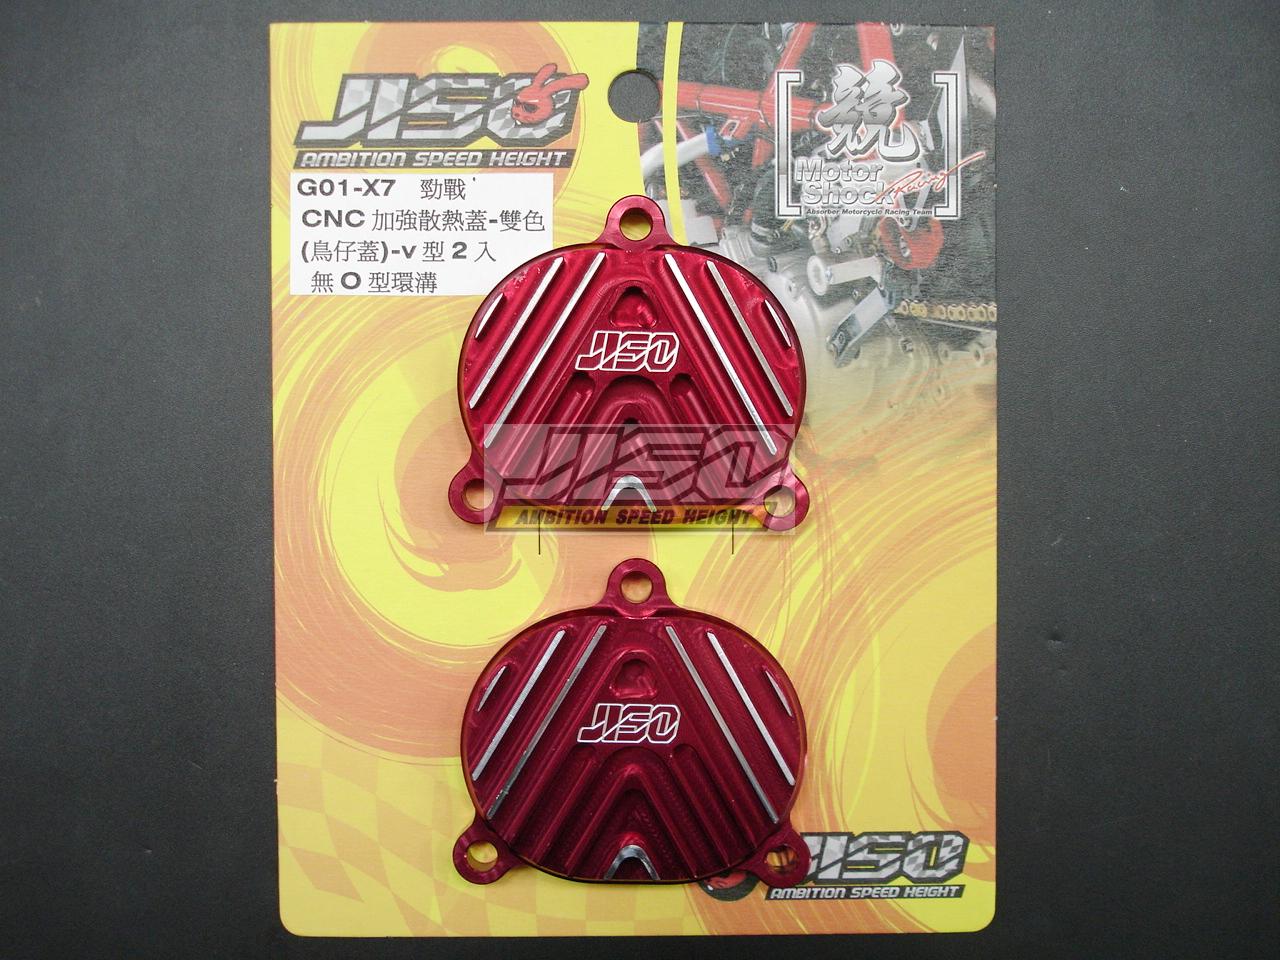 JISO
AMBITION SPEED HEIGHT
G01-X7 勁戰'
CNC 加強散熱蓋-雙色
(鳥仔蓋)-v 型 2 入
無 O 型環溝
[競]
Motor
Shock Racing
Absorber Motorcycle Racing Team
JISO
JISO
AMBITION SPEED HEIGHT
JISO
JISO
AMBITION SPEED HEIGHT